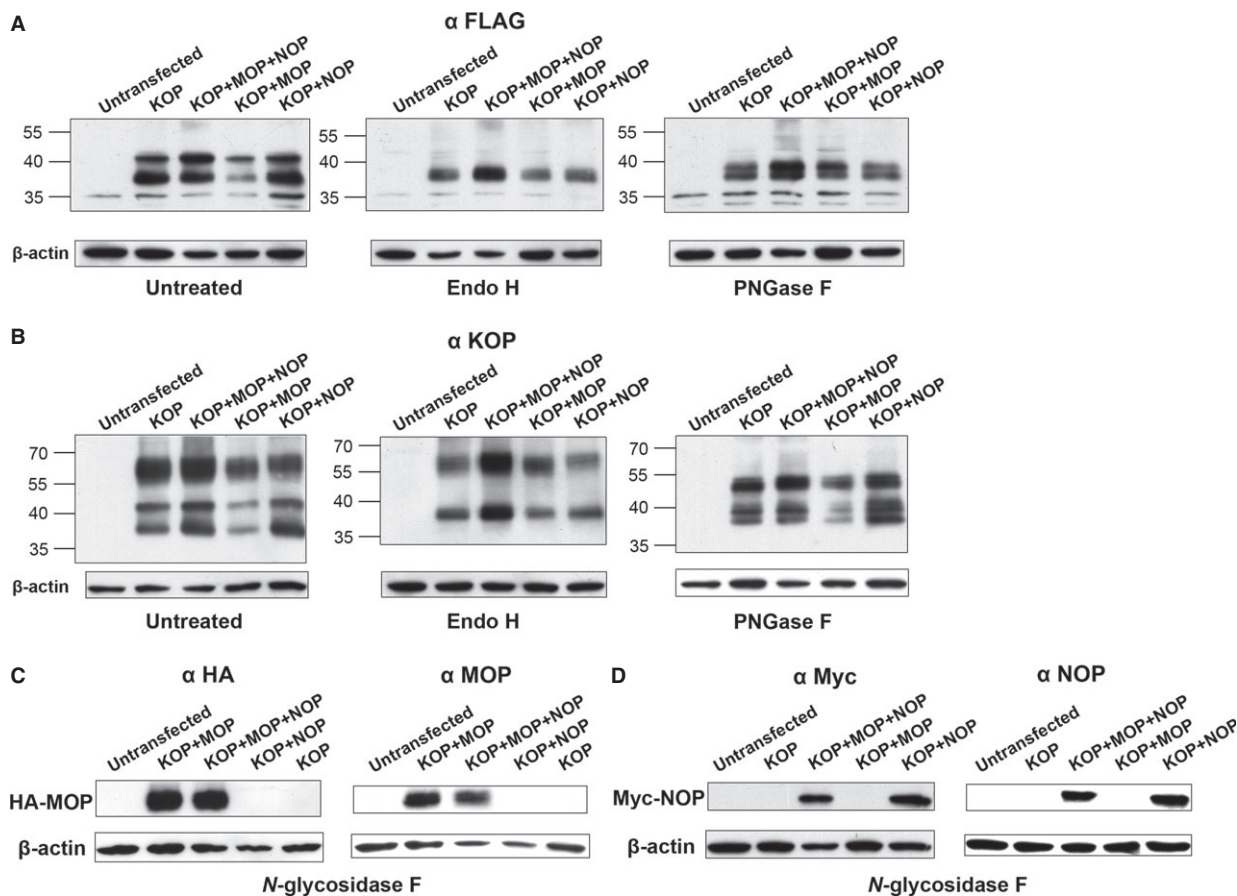 A
α FLAG
Untransfected KOP KOP+MOP+NOP KOP+MOP KOP+NOP
Untransfected KOP KOP+MOP+NOP KOP+MOP KOP+NOP
Untransfected KOP KOP+MOP+NOP KOP+MOP KOP+NOP
55 55 55
40 40 40
35 35 35
β-actin
Untreated Endo H PNGase F
B
α KOP
Untransfected KOP KOP+MOP+NOP KOP+MOP KOP+NOP
Untransfected KOP KOP+MOP+NOP KOP+MOP KOP+NOP
Untransfected KOP KOP+MOP+NOP KOP+MOP KOP+NOP
70 70 70
55 55 55
40 40 40
35 35 35
β-actin
Untreated Endo H PNGase F
C
α HA α MOP
Untransfected KOP+MOP KOP+MOP+NOP KOP+NOP KOP
Untransfected KOP+MOP KOP+MOP+NOP KOP+NOP KOP
HA-MOP
β-actin
N-glycosidase F
D
α Myc α NOP
Untransfected KOP KOP+MOP+NOP KOP+MOP KOP+NOP
Untransfected KOP KOP+MOP+NOP KOP+MOP KOP+NOP
Myc-NOP
β-actin
N-glycosidase F